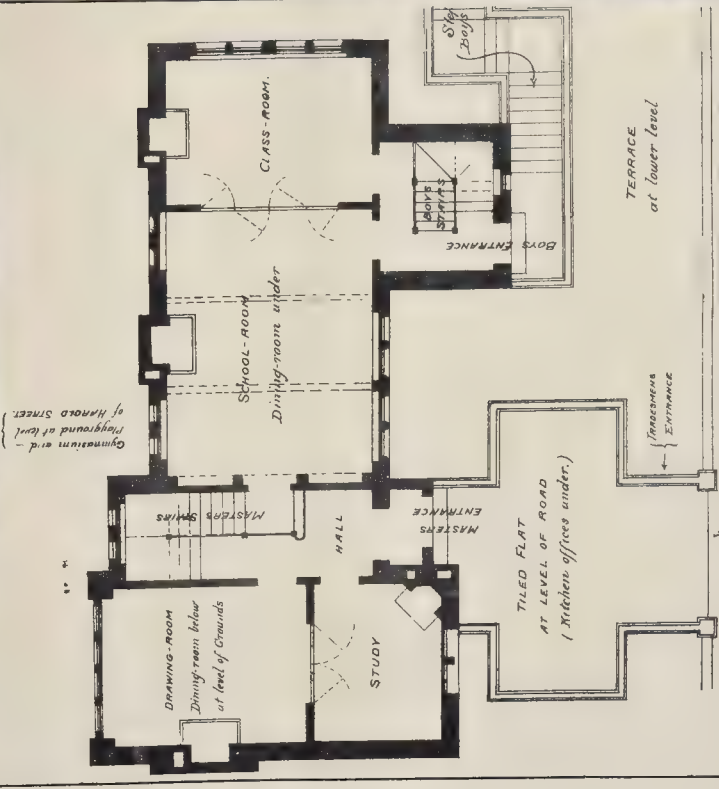 Step
Boys
CLASS-ROOM.
TERRACE
at lower level
BOYS
STAIRS
BOYS ENTRANCE
SCHOOL-ROOM
Dining-room under
Gymnasium and
Playground at level
of HAROLD STREET.
TRADESMENS
ENTRANCE
MASTERS STAIRS
HALL
MASTERS
ENTRANCE
TILED FLAT
AT LEVEL OF ROAD
(Kitchen offices under.)
DRAWING-ROOM
Dining-room below
at level of Grounds
STUDY